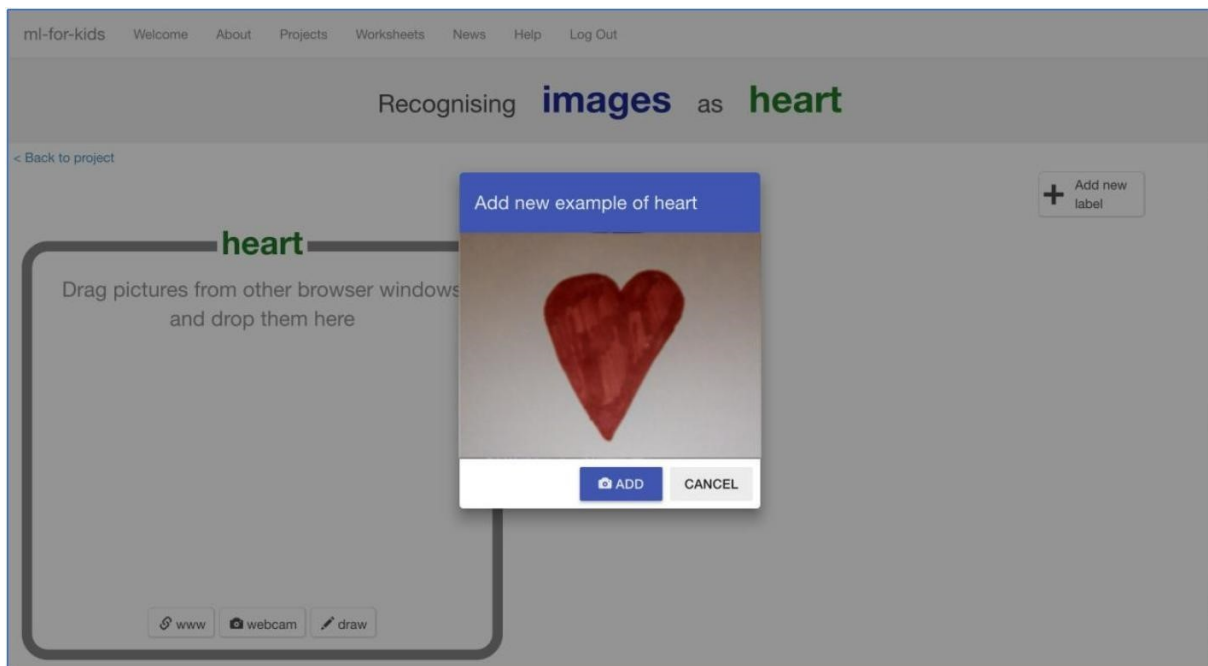 ml-for-kids Welcome About Projects Worksheets News Help Log Out
Recognising images as heart
< Back to project
Add new
label
heart
Drag pictures from other browser windows
and drop them here
www webcam draw
Add new example of heart
ADD CANCEL